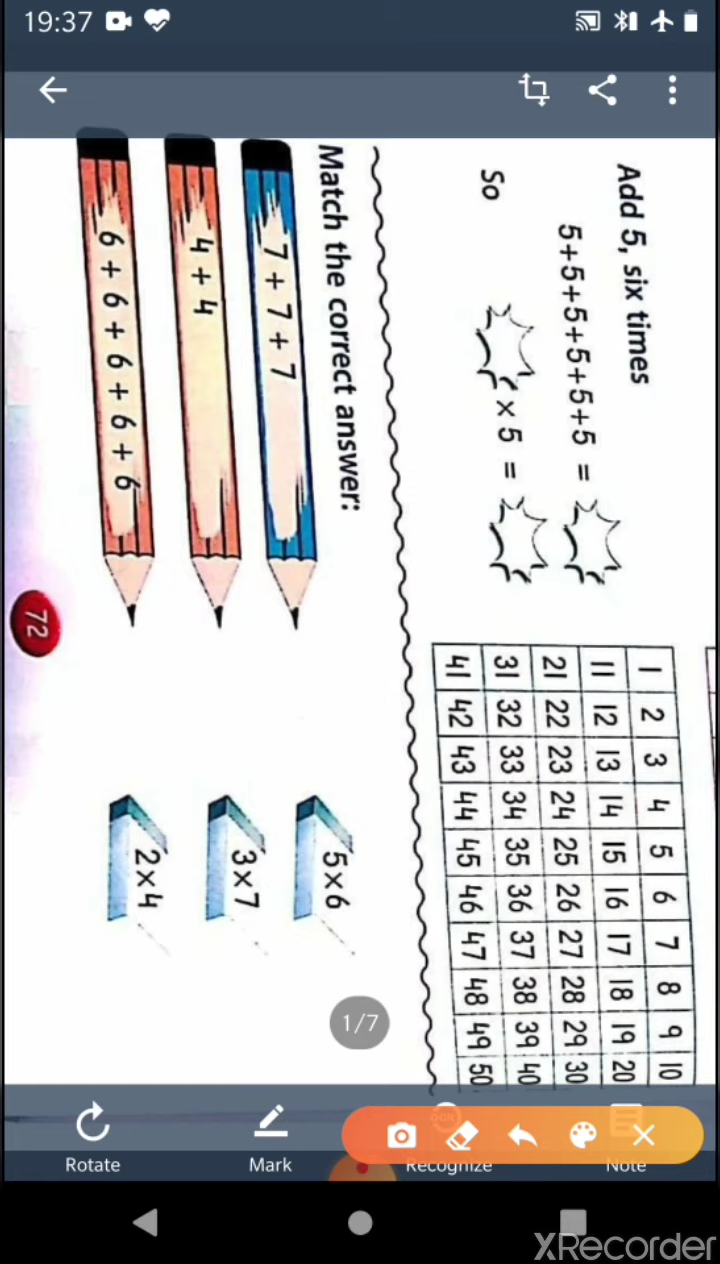 19:37
Add 5, six times
5+5+5+5+5+5 =
So
x 5 =
1 2 3 4 5 6 7 8 9 10
11 12 13 14 15 16 17 18 19 20
21 22 23 24 25 26 27 28 29 30
31 32 33 34 35 36 37 38 39 40
41 42 43 44 45 46 47 48 49 50
Match the correct answer:
7 + 7 + 7
5 x 6
4 + 4
3 x 7
6 + 6 + 6 + 6 + 6
2 x 4
72
1/7
Rotate
Mark
Recognize
Note
XRecorder